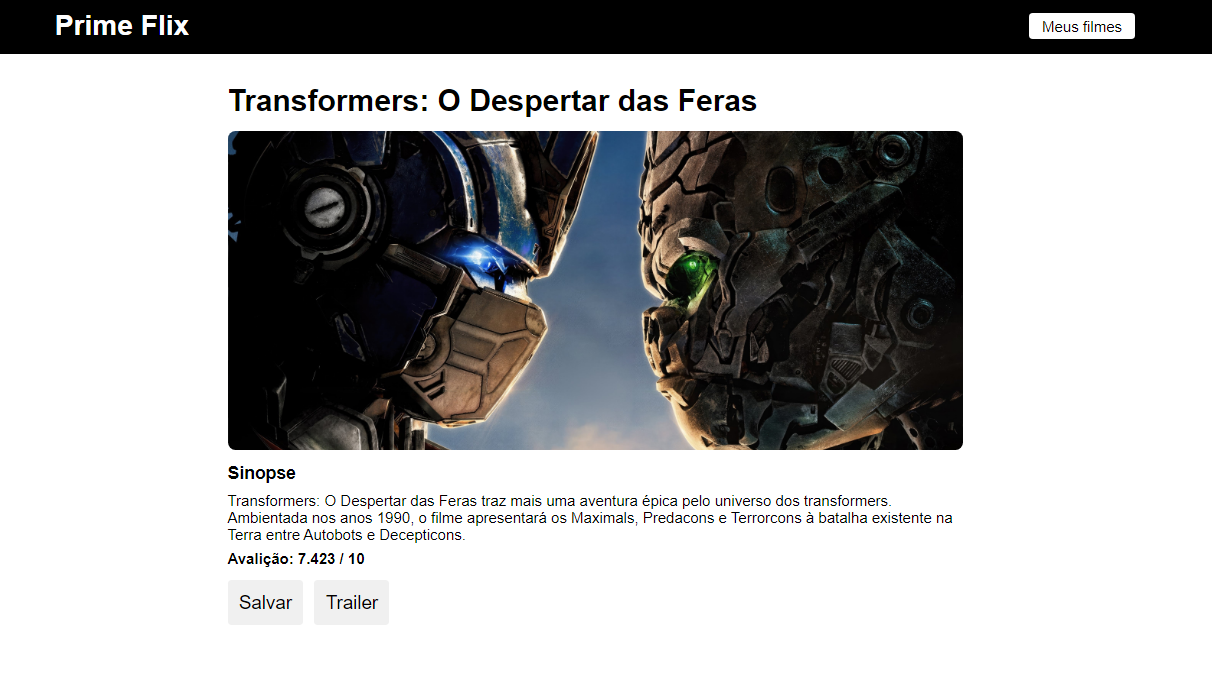 Prime Flix
Meus filmes
Transformers: O Despertar das Feras
Sinopse
Transformers: O Despertar das Feras traz mais uma aventura épica pelo universo dos transformers.
Ambientada nos anos 1990, o filme apresentará os Maximals, Predacons e Terrorcons à batalha existente na
Terra entre Autobots e Decepticons.
Avalição: 7.423 / 10
Salvar
Trailer